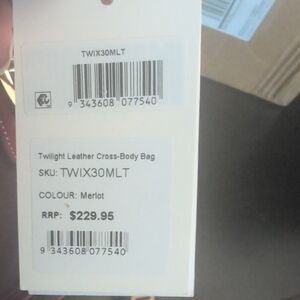 TWIX30MLT
9 343608 077540
Twilight Leather Cross-Body Bag
SKU: TWIX30MLT
COLOUR: Merlot
RRP: $229.95
9 343608 077540